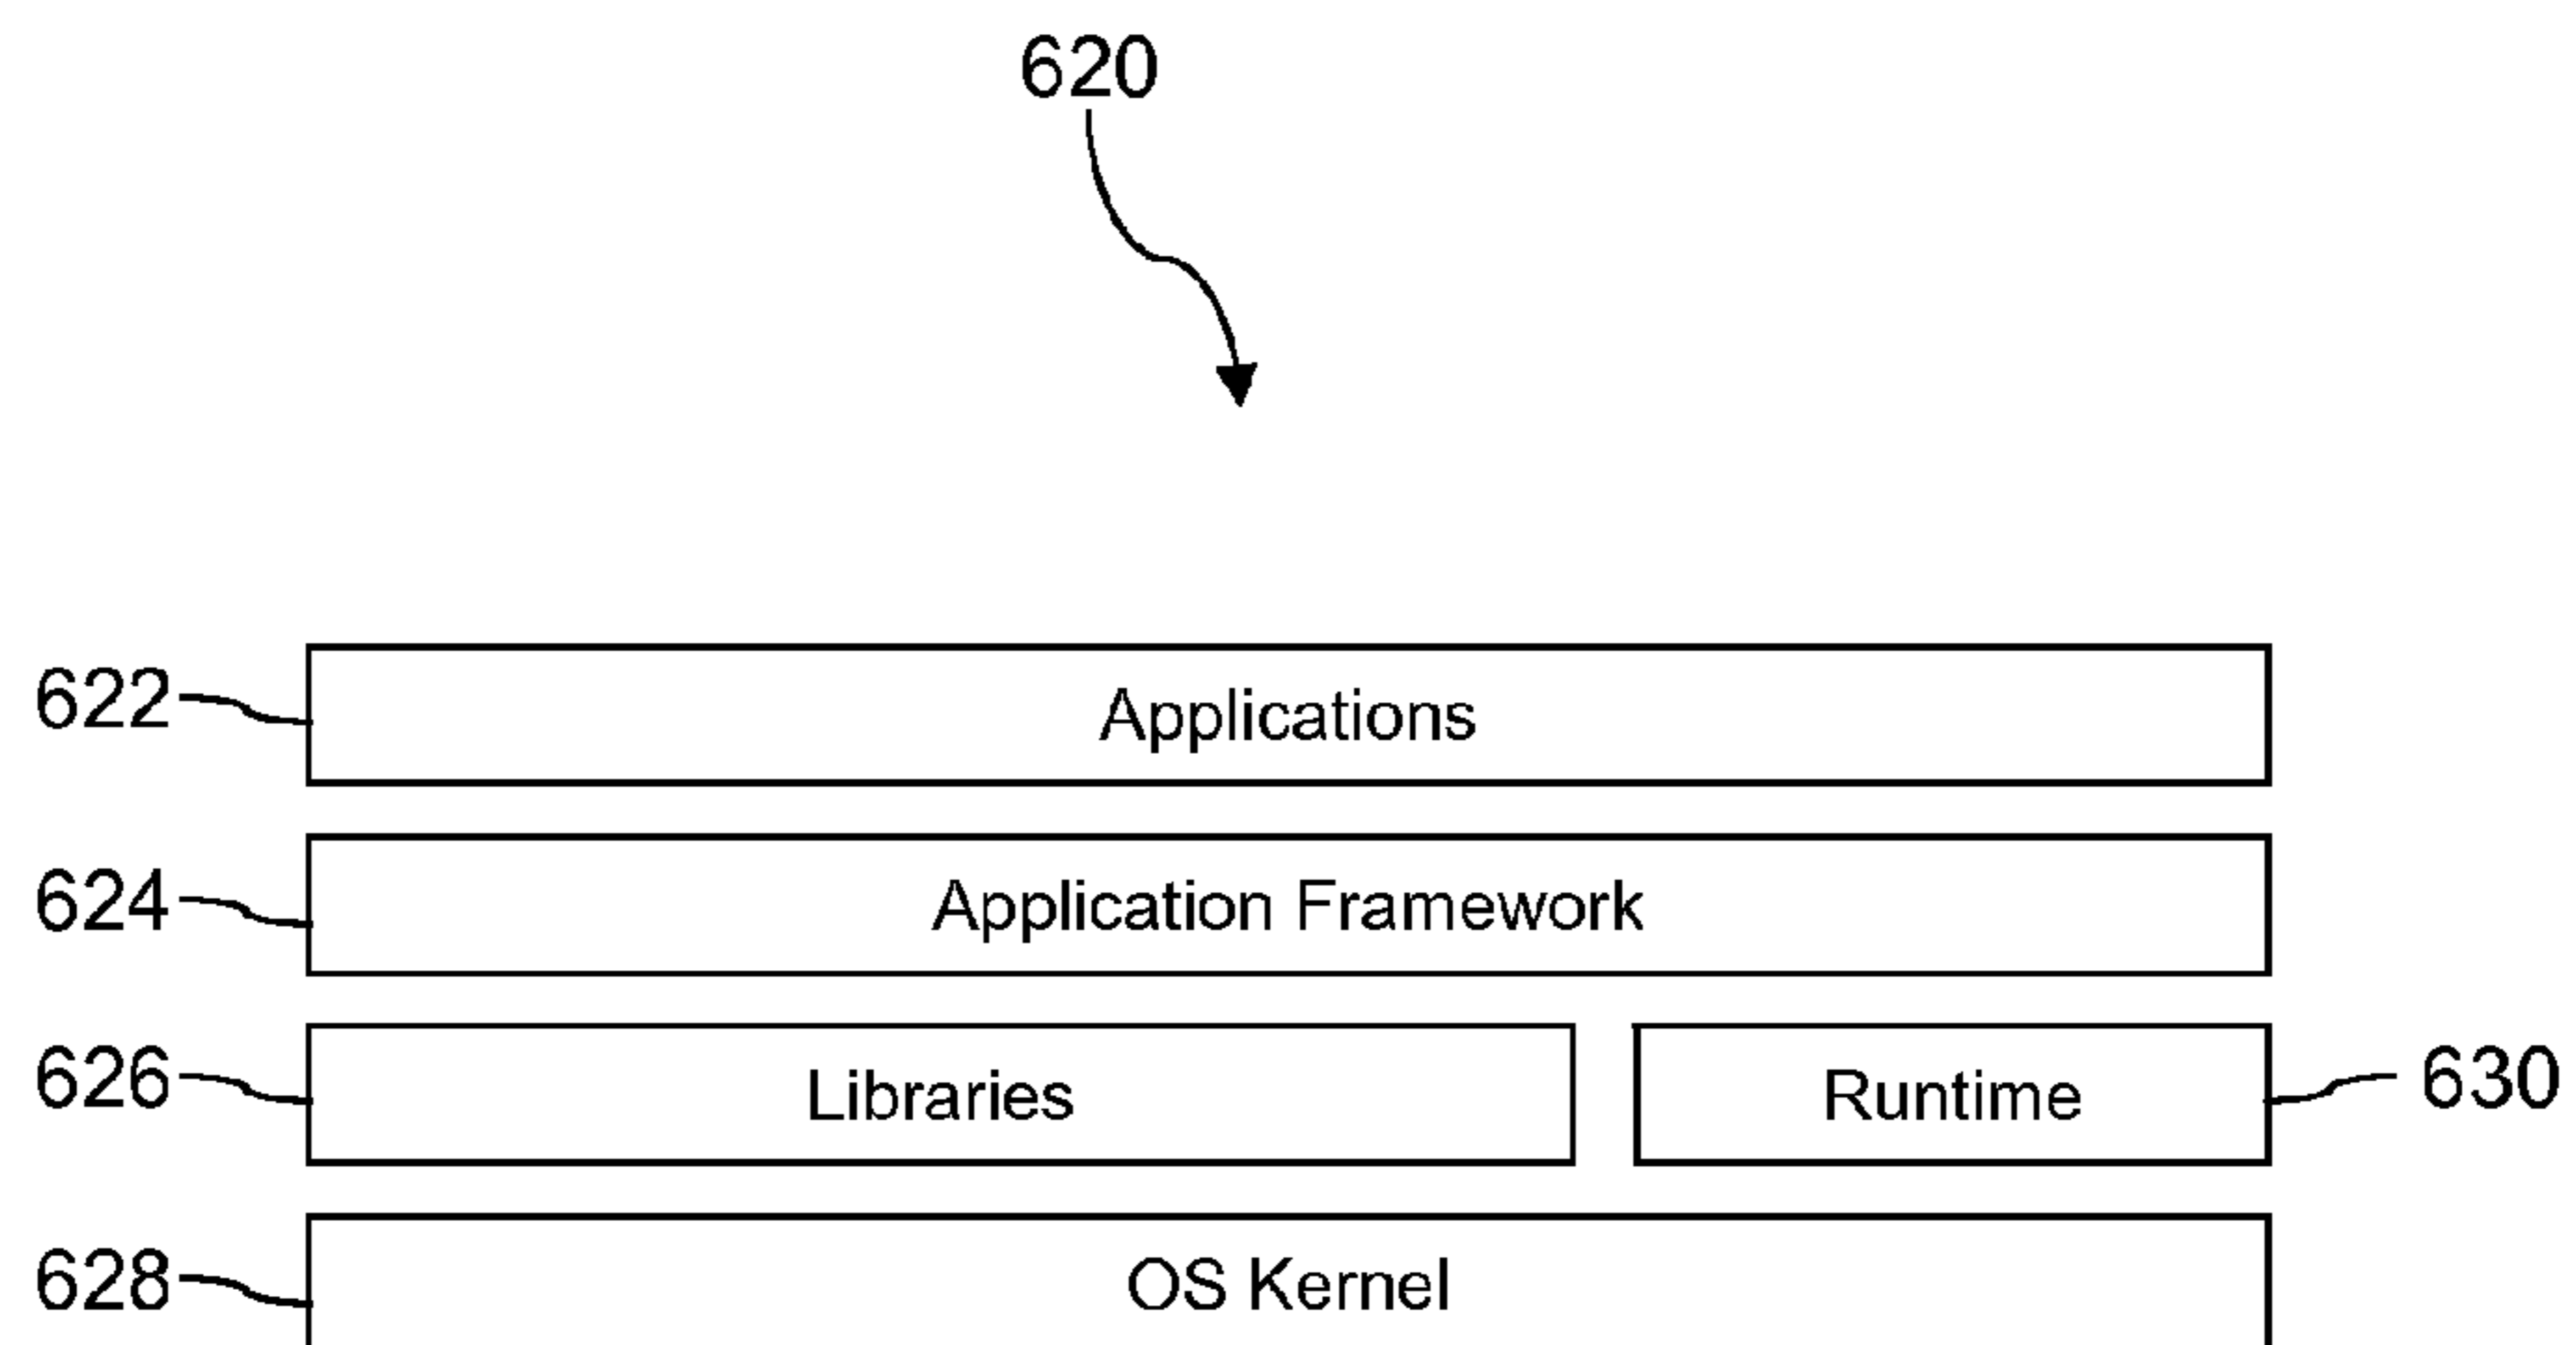 620
622 Applications
624 Application Framework
626 Libraries Runtime 630
628 OS Kernel